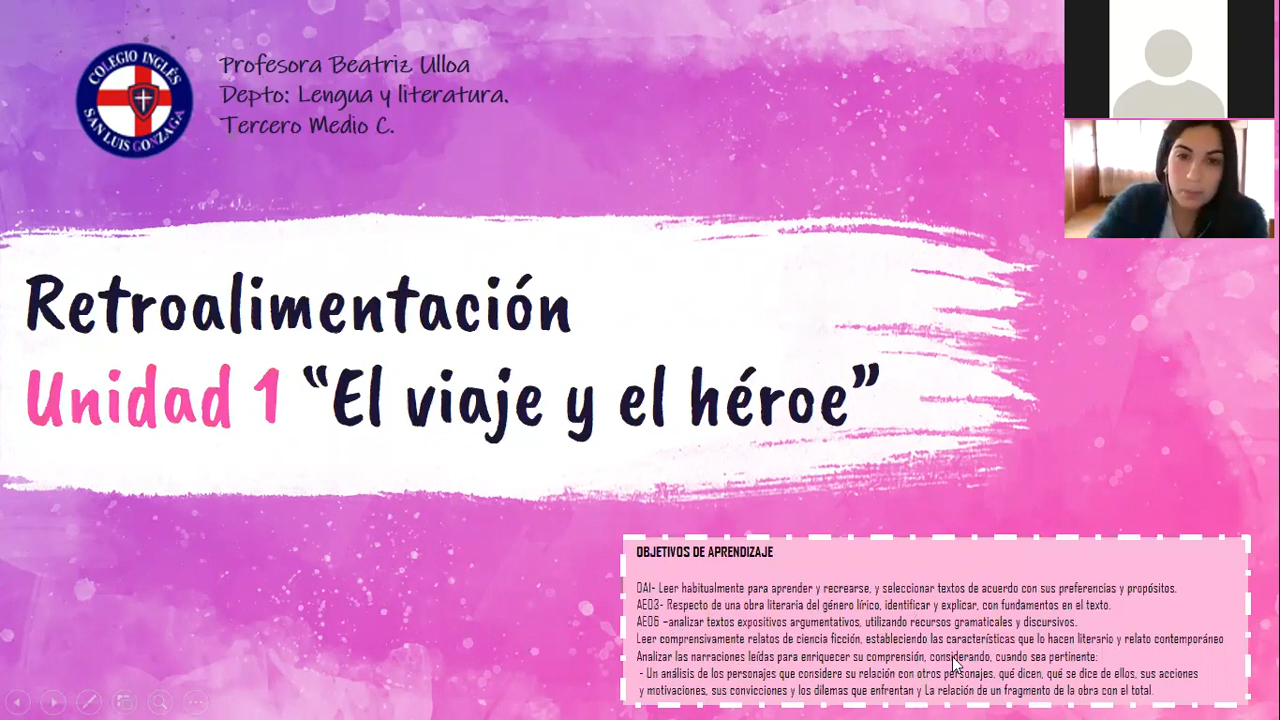 COLEGIO INGLÉS
SAN LUIS GONZAGA
Profesora Beatriz Ulloa
Depto: Lengua y literatura.
Tercero Medio C.
Retroalimentación
Unidad 1 “El viaje y el héroe”
OBJETIVOS DE APRENDIZAJE
OA1- Leer habitualmente para aprender y recrearse, y seleccionar textos de acuerdo con sus preferencias y propósitos.
AE03- Respecto de una obra literaria del género lírico, identificar y explicar, con fundamentos en el texto.
AE06 –analizar textos expositivos argumentativos, utilizando recursos gramaticales y discursivos.
Leer comprensivamente relatos de ciencia ficción, estableciendo las características que lo hacen literario y relato contemporáneo
Analizar las narraciones leídas para enriquecer su comprensión, considerando, cuando sea pertinente:
- Un análisis de los personajes que considere su relación con otros personajes, qué dicen, qué se dice de ellos, sus acciones
y motivaciones, sus convicciones y los dilemas que enfrentan y La relación de un fragmento de la obra con el total.